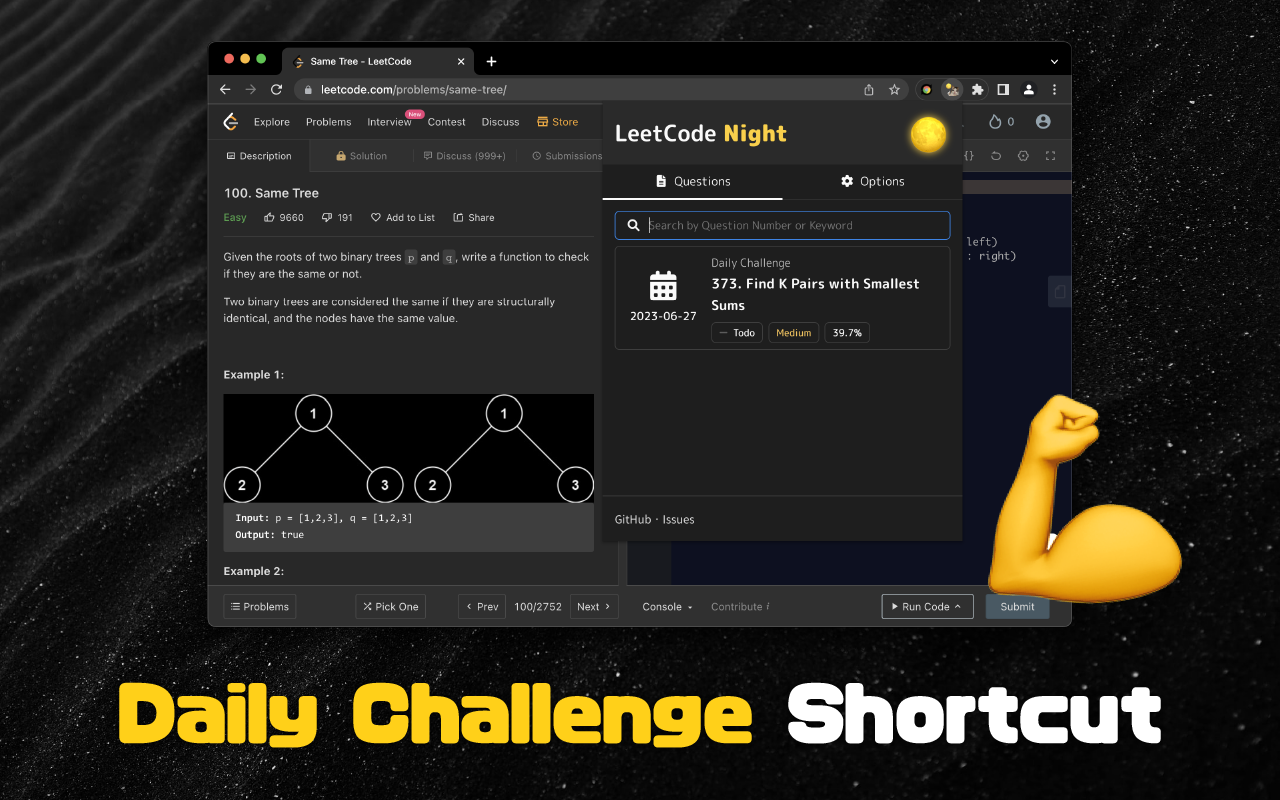 Same Tree - LeetCode
leetcode.com/problems/same-tree/
Explore Problems Interview New Contest Discuss Store
0
Description Solution Discuss (999+) Submissions
{}
100. Same Tree
Easy 9660 191 Add to List Share
Given the roots of two binary trees p and q, write a function to check
if they are the same or not.
Two binary trees are considered the same if they are structurally
identical, and the nodes have the same value.
Example 1:
1 1
2 3 2 3
Input: p = [1,2,3], q = [1,2,3]
Output: true
Example 2:
LeetCode Night
Questions Options
Search by Question Number or Keyword
Daily Challenge
373. Find K Pairs with Smallest
Sums
2023-06-27
Todo Medium 39.7%
GitHub · Issues
left)
: right)
Problems Pick One Prev 100/2752 Next Console Contribute i Run Code Submit
Daily Challenge Shortcut